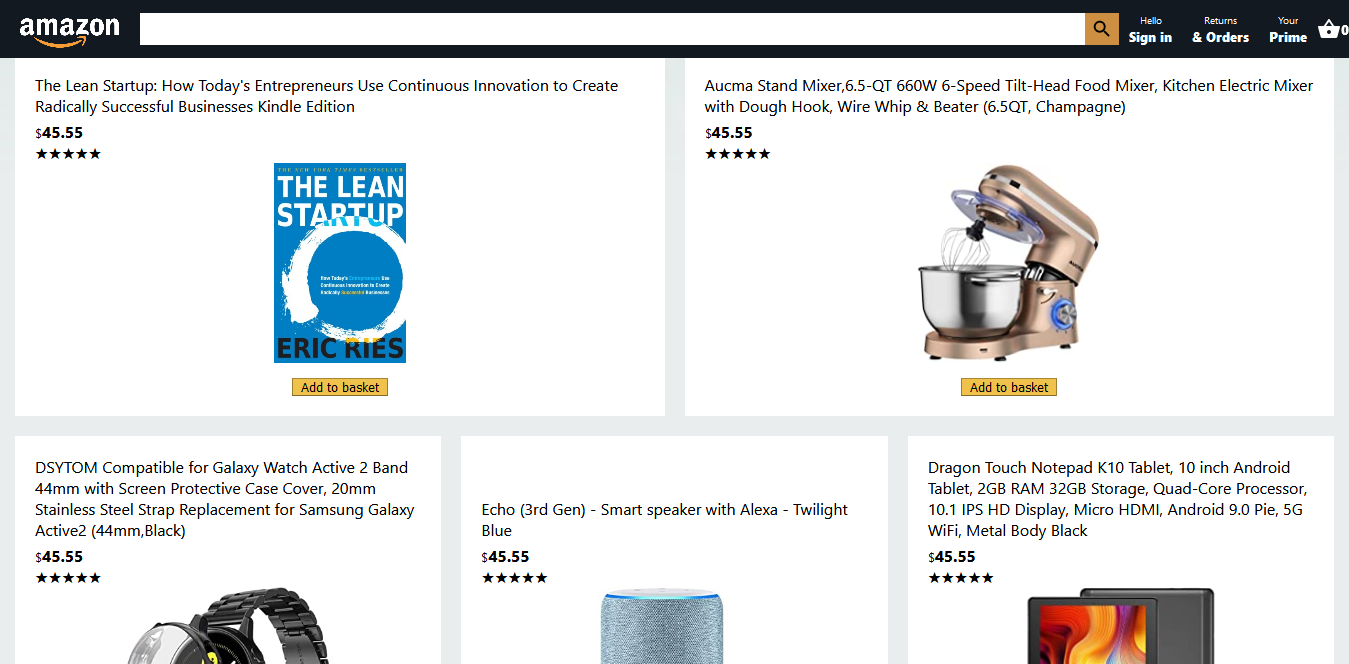 amazon
Hello
Sign in
Returns
& Orders
Your
Prime
0
The Lean Startup: How Today's Entrepreneurs Use Continuous Innovation to Create
Radically Successful Businesses Kindle Edition
$45.55
★★★★★
THE NEW YORK TIMES BESTSELLER
THE LEAN
STARTUP
How Today's Entrepreneurs Use
Continuous Innovation to Create
Radically Successful Businesses
ERIC RIES
Add to basket
Aucma Stand Mixer,6.5-QT 660W 6-Speed Tilt-Head Food Mixer, Kitchen Electric Mixer
with Dough Hook, Wire Whip & Beater (6.5QT, Champagne)
$45.55
★★★★★
AUCMA
Add to basket
DSYTOM Compatible for Galaxy Watch Active 2 Band
44mm with Screen Protective Case Cover, 20mm
Stainless Steel Strap Replacement for Samsung Galaxy
Active2 (44mm,Black)
$45.55
★★★★★
Echo (3rd Gen) - Smart speaker with Alexa - Twilight
Blue
$45.55
★★★★★
Dragon Touch Notepad K10 Tablet, 10 inch Android
Tablet, 2GB RAM 32GB Storage, Quad-Core Processor,
10.1 IPS HD Display, Micro HDMI, Android 9.0 Pie, 5G
WiFi, Metal Body Black
$45.55
★★★★★